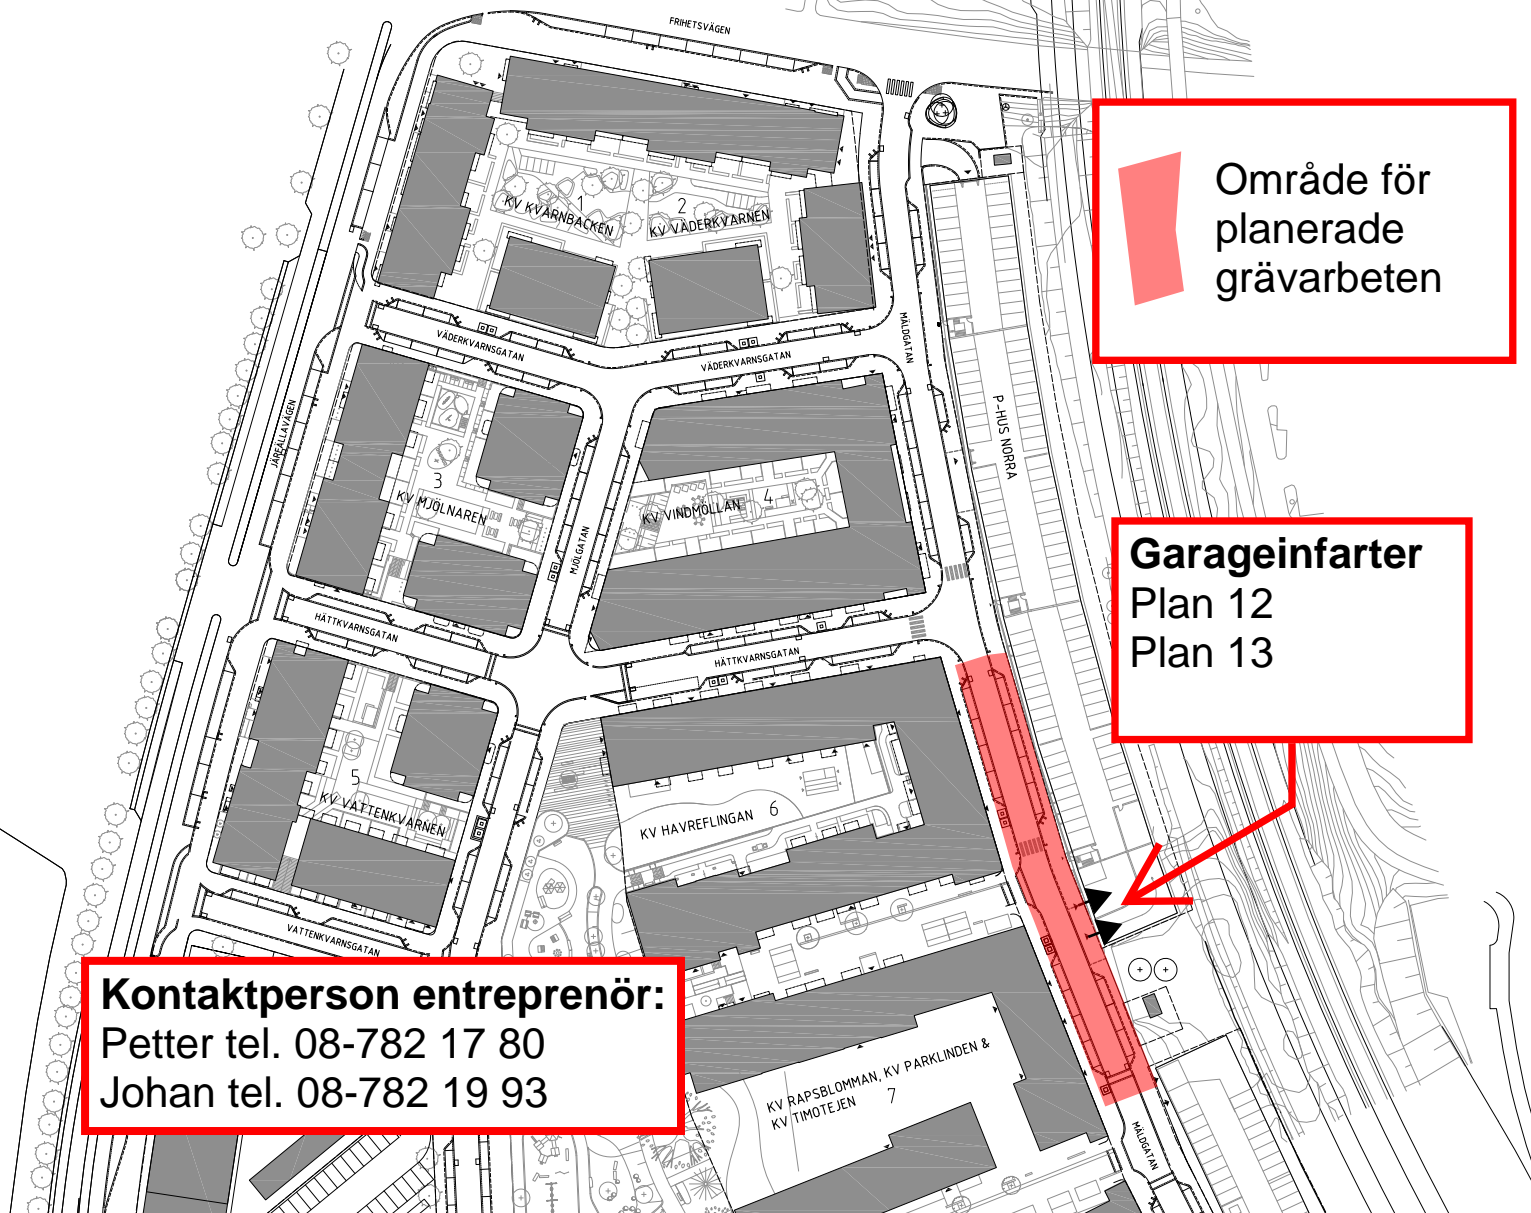 FRIHETSVÄGEN
Område för
planerade
grävarbeten
1
KV KVARNBACKEN
2
KV VÄDERKVARNEN
MÄLDGATAN
VÄDERKVARNSGATAN
VÄDERKVARNSGATAN
JÄRFÄLLAVÄGEN
P-HUS NORRA
3
KV MJÖLNAREN
KV VINDMÖLLAN 4
MJÖLGATAN
Garageinfarter
Plan 12
Plan 13
HÄTTKVARNSGATAN
HÄTTKVARNSGATAN
5
KV VATTENKVARNEN
KV HAVREFLINGAN 6
VATTENKVARNSGATAN
Kontaktperson entreprenör:
Petter tel. 08-782 17 80
Johan tel. 08-782 19 93
KV RAPSBLOMMAN, KV PARKLINDEN &
KV TIMOTEJEN 7
MÄLDGATAN